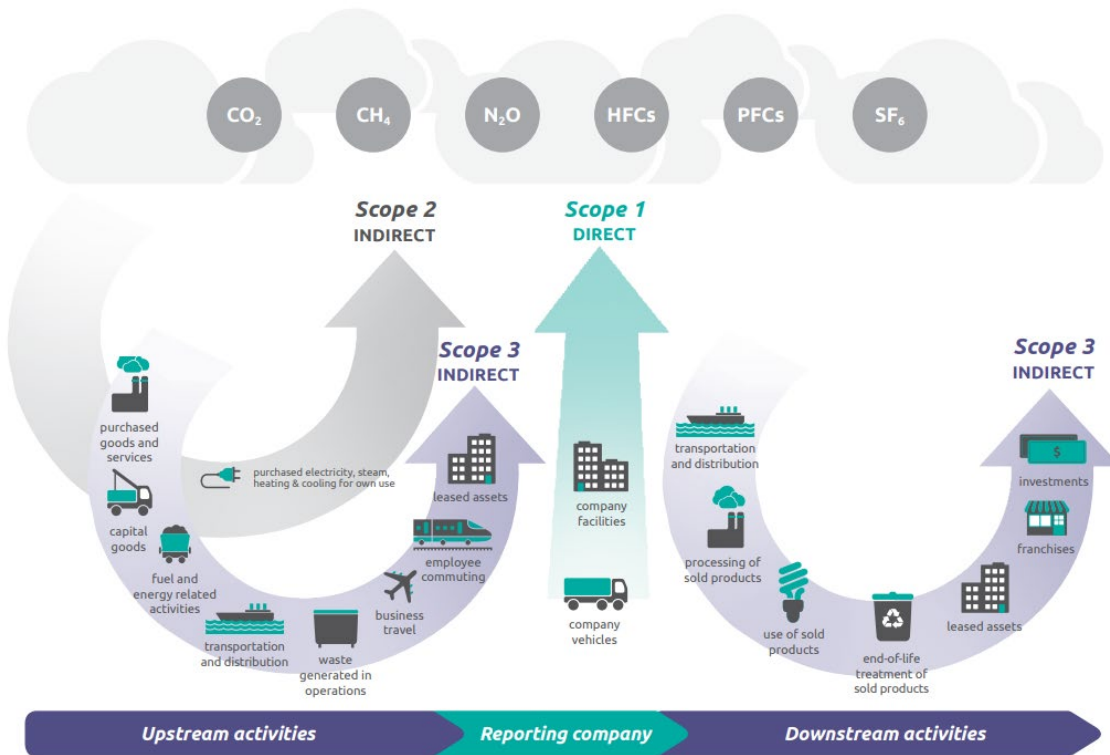 CO₂
CH₄
N₂O
HFCs
PFCs
SF₆
Scope 2
INDIRECT
Scope 1
DIRECT
Scope 3
INDIRECT
Scope 3
INDIRECT
purchased
goods and
services
capital
goods
fuel and
energy related
activities
transportation
and distribution
waste
generated in
operations
business
travel
employee
commuting
leased assets
purchased electricity, steam,
heating & cooling for own use
company
facilities
company
vehicles
transportation
and distribution
processing of
sold products
use of sold
products
end-of-life
treatment of
sold products
leased assets
franchises
$
investments
Upstream activities
Reporting company
Downstream activities